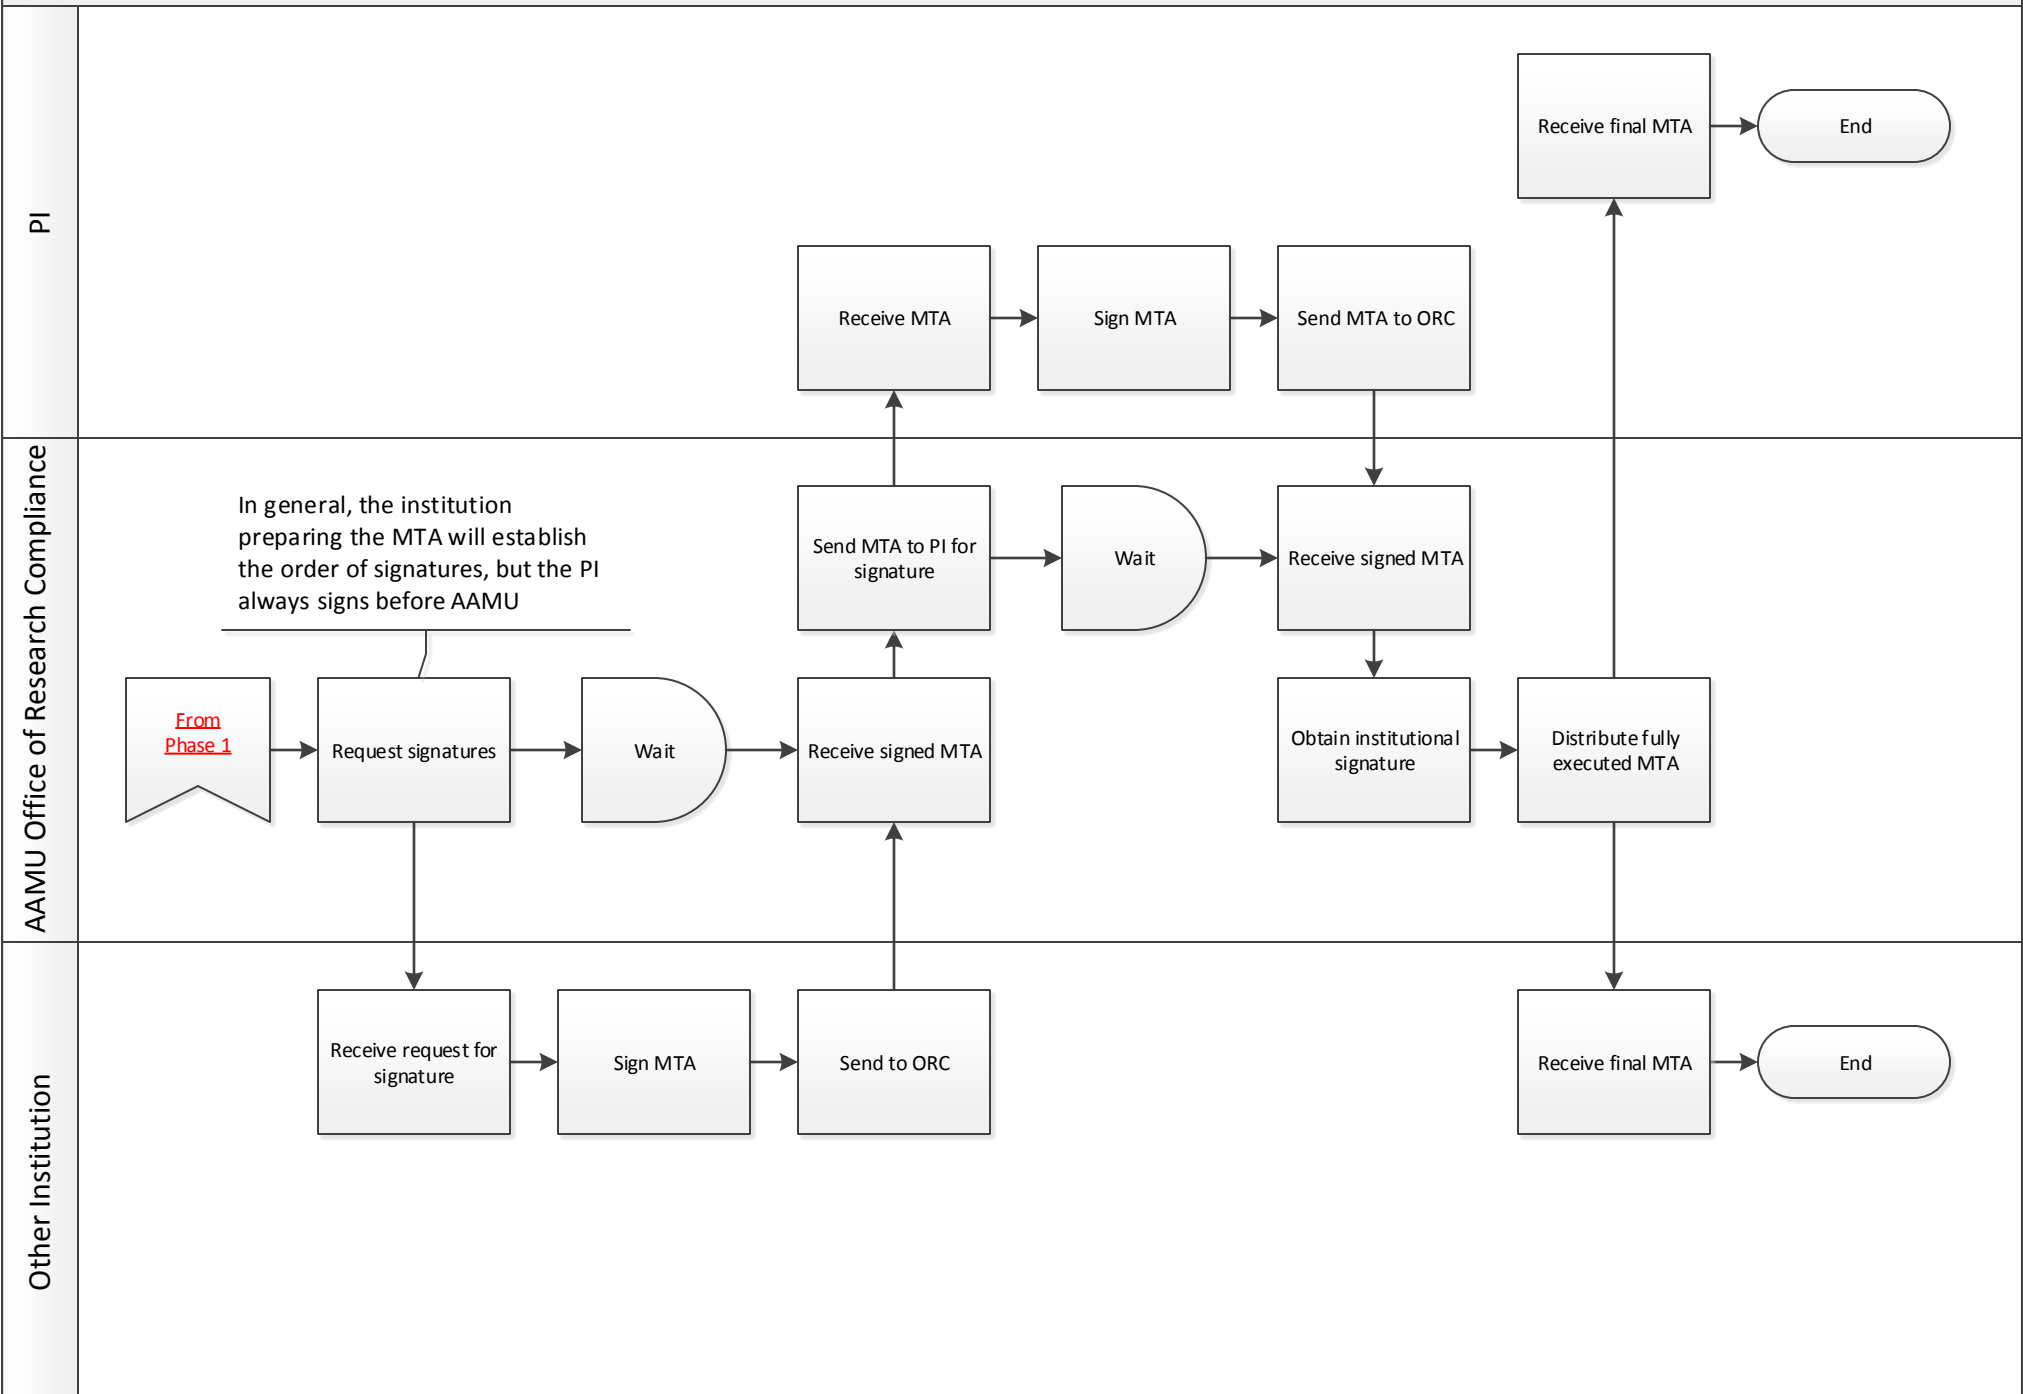 PI
Receive final MTA
End
Receive MTA
Sign MTA
Send MTA to ORC
AAMU Office of Research Compliance
In general, the institution
preparing the MTA will establish
the order of signatures, but the PI
always signs before AAMU
Send MTA to PI for
signature
Wait
Receive signed MTA
From
Phase 1
Request signatures
Wait
Receive signed MTA
Obtain institutional
signature
Distribute fully
executed MTA
Other Institution
Receive request for
signature
Sign MTA
Send to ORC
Receive final MTA
End